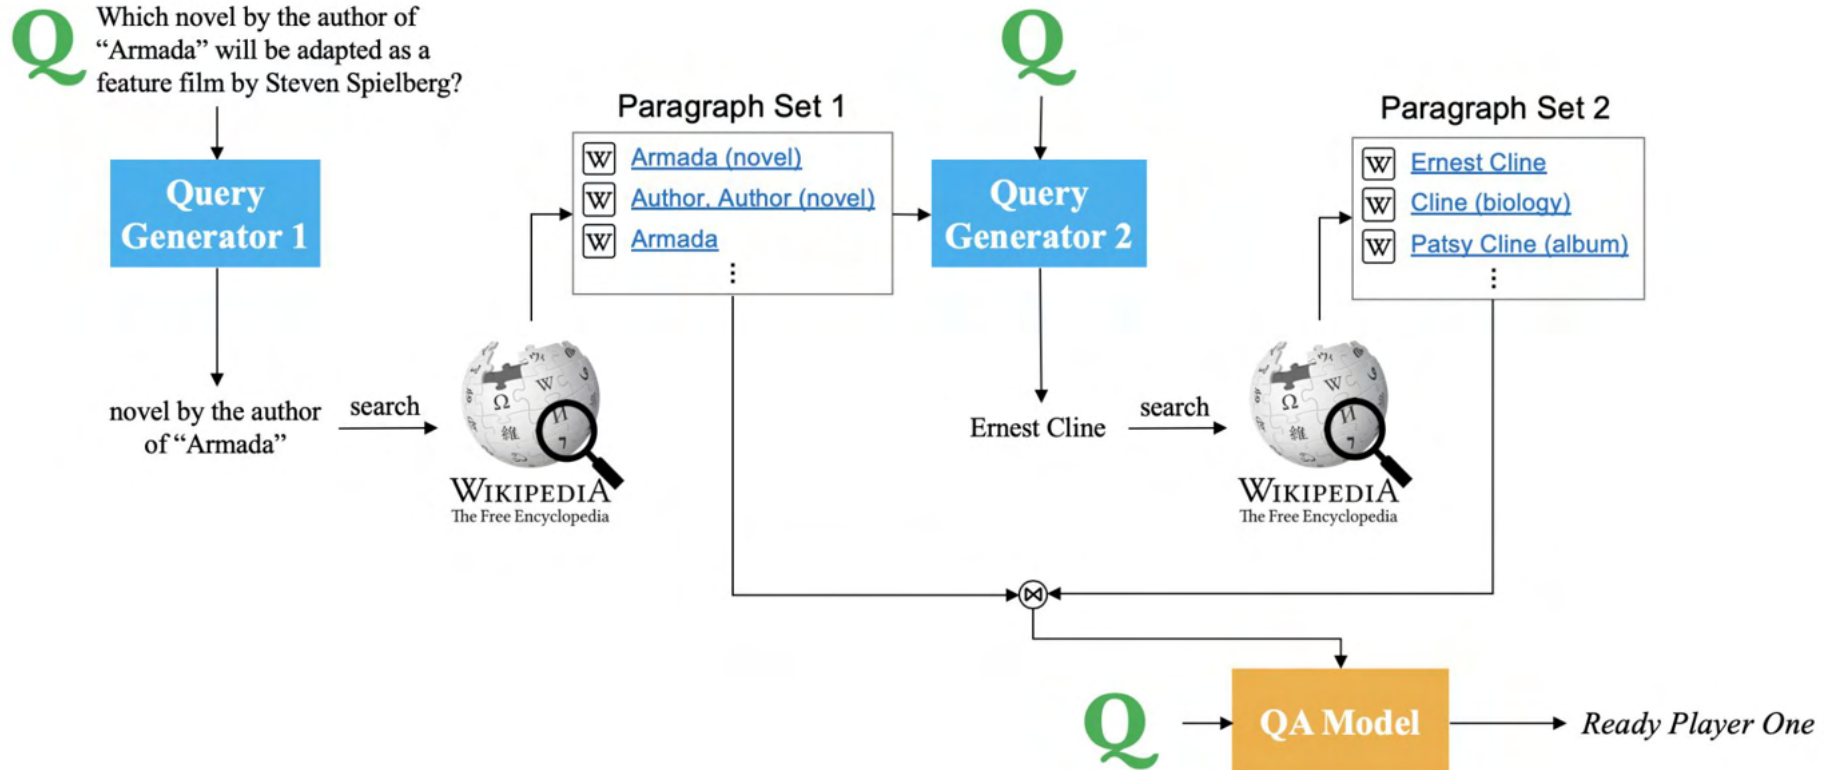 Q
Which novel by the author of
“Armada” will be adapted as a
feature film by Steven Spielberg?
Query
Generator 1
novel by the author
of “Armada”
search
WIKIPEDIA
The Free Encyclopedia
Paragraph Set 1
W Armada (novel)
W Author, Author (novel)
W Armada
Q
Query
Generator 2
Ernest Cline
search
WIKIPEDIA
The Free Encyclopedia
Paragraph Set 2
W Ernest Cline
W Cline (biology)
W Patsy Cline (album)
Q
QA Model
Ready Player One